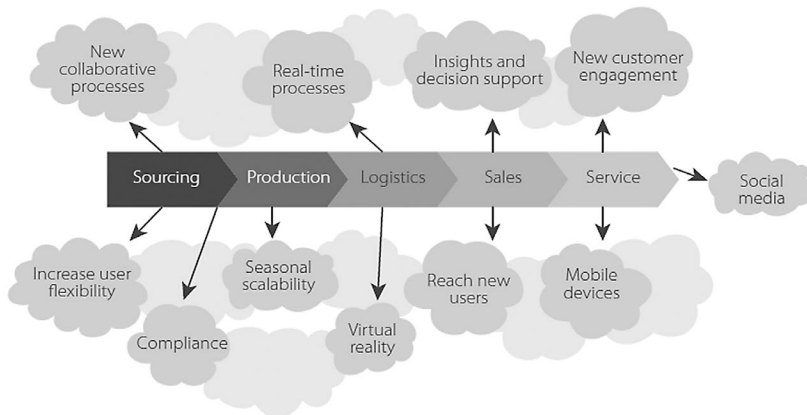 New
collaborative
processes
Real-time
processes
Insights and
decision support
New customer
engagement
Sourcing
Production
Logistics
Sales
Service
Social
media
Increase user
flexibility
Seasonal
scalability
Reach new
users
Mobile
devices
Compliance
Virtual
reality